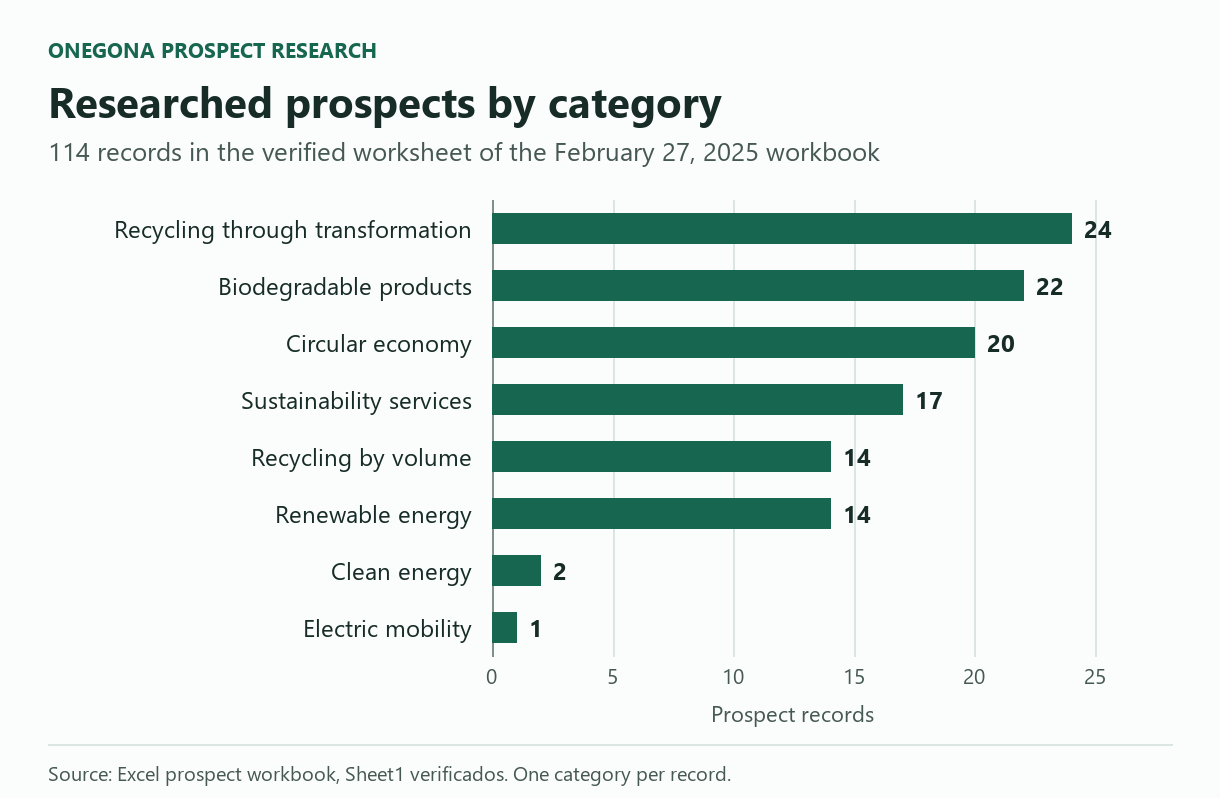 ONEGONA PROSPECT RESEARCH
Researched prospects by category
114 records in the verified worksheet of the February 27, 2025 workbook
Recycling through transformation 24
Biodegradable products 22
Circular economy 20
Sustainability services 17
Recycling by volume 14
Renewable energy 14
Clean energy 2
Electric mobility 1
0 5 10 15 20 25
Prospect records
Source: Excel prospect workbook, Sheet1 verificados. One category per record.